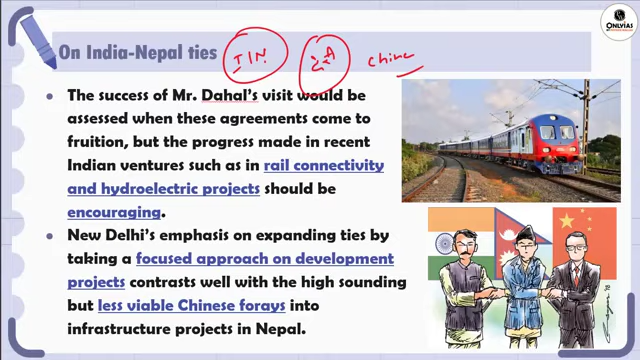 On India-Nepal ties
IN
China
ONLYIAS
The success of Mr. Dahal's visit would be
assessed when these agreements come to
fruition, but the progress made in recent
Indian ventures such as in rail connectivity
and hydroelectric projects should be
encouraging.
New Delhi's emphasis on expanding ties by
taking a focused approach on development
projects contrasts well with the high sounding
but less viable Chinese forays into
infrastructure projects in Nepal.